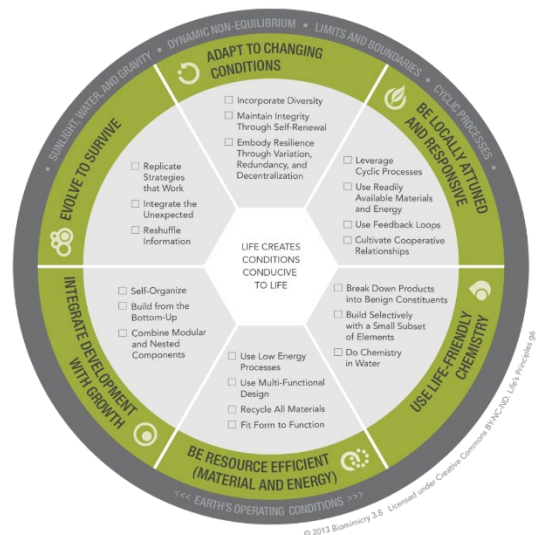 • SUNLIGHT, WATER, AND GRAVITY • DYNAMIC NON-EQUILIBRIUM • LIMITS AND BOUNDARIES • CYCLIC PROCESSES •
ADAPT TO CHANGING
CONDITIONS
☐ Incorporate Diversity
☐ Maintain Integrity
Through Self-Renewal
☐ Embody Resilience
Through Variation,
Redundancy, and
Decentralization
BE LOCALLY ATTUNED
AND RESPONSIVE
☐ Leverage
Cyclic Processes
☐ Use Readily
Available Materials
and Energy
☐ Use Feedback Loops
☐ Cultivate Cooperative
Relationships
USE LIFE-FRIENDLY
CHEMISTRY
☐ Break Down Products
into Benign Constituents
☐ Build Selectively
with a Small Subset
of Elements
☐ Do Chemistry
in Water
BE RESOURCE EFFICIENT
(MATERIAL AND ENERGY)
☐ Use Low Energy
Processes
☐ Use Multi-Functional
Design
☐ Recycle All Materials
☐ Fit Form to Function
INTEGRATE DEVELOPMENT
WITH GROWTH
☐ Self-Organize
☐ Build from the
Bottom-Up
☐ Combine Modular
and Nested
Components
EVOLVE TO SURVIVE
☐ Replicate
Strategies
that Work
☐ Integrate the
Unexpected
☐ Reshuffle
Information
LIFE CREATES
CONDITIONS
CONDUCIVE
TO LIFE
<<< EARTH'S OPERATING CONDITIONS >>>
© 2013 Biomimicry 3.8 Licensed under Creative Commons BY-NC-ND. Life's Principles g6